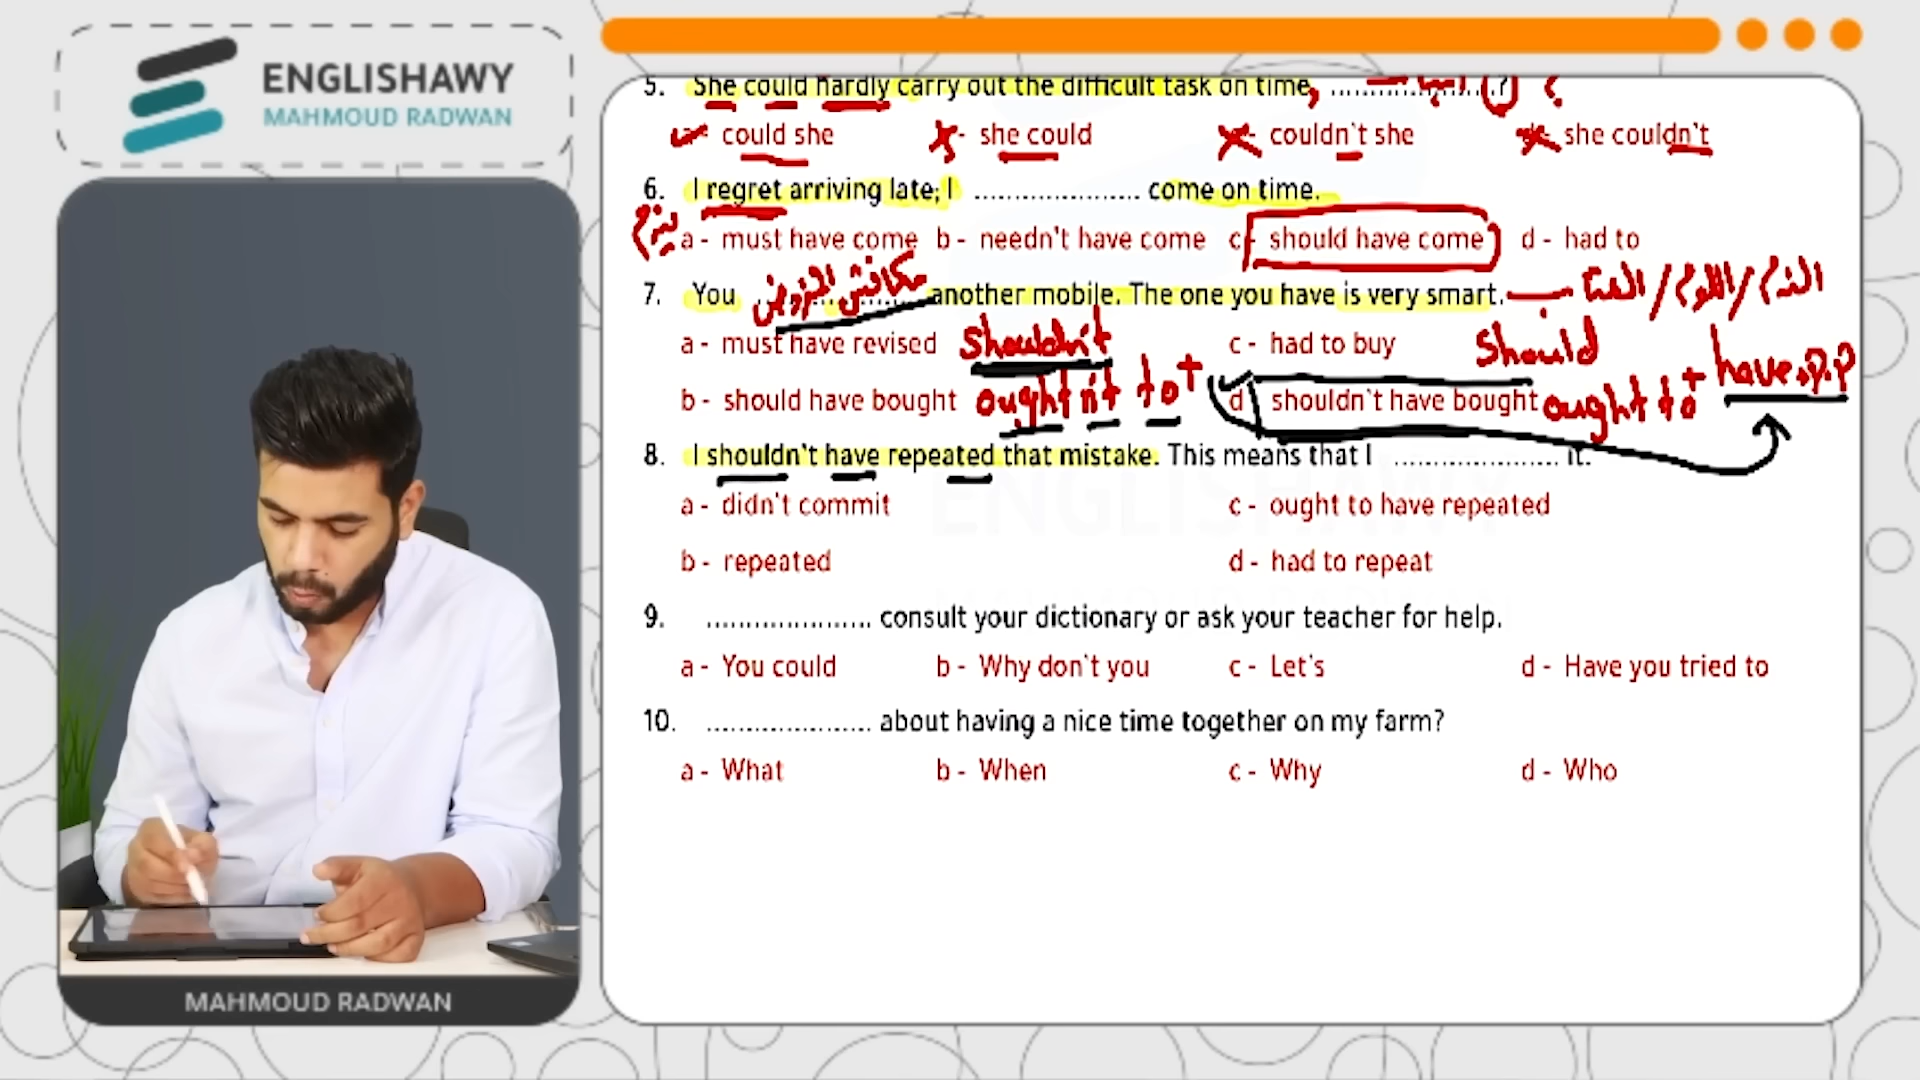 ENGLISHAWY
MAHMOUD RADWAN
5. She could hardly carry out the difficult task on time, ......................?
a- could she b- she could c- couldn't she d- she couldn't
6. I regret arriving late; I ...................... come on time.
a - must have come b - needn't have come c - should have come d - had to
7. You ...................... another mobile. The one you have is very smart. الندم / اللوم / العتاب
مكانش المفروض
a - must have revised c - had to buy
shouldn't
should
b - should have bought d - shouldn't have bought
ought n't to +
ought to + have + p.p
8. I shouldn't have repeated that mistake. This means that I ...................... it.
a - didn't commit c - ought to have repeated
b - repeated d - had to repeat
9. ...................... consult your dictionary or ask your teacher for help.
a - You could b - Why don't you c - Let's d - Have you tried to
10. ...................... about having a nice time together on my farm?
a - What b - When c - Why d - Who
MAHMOUD RADWAN